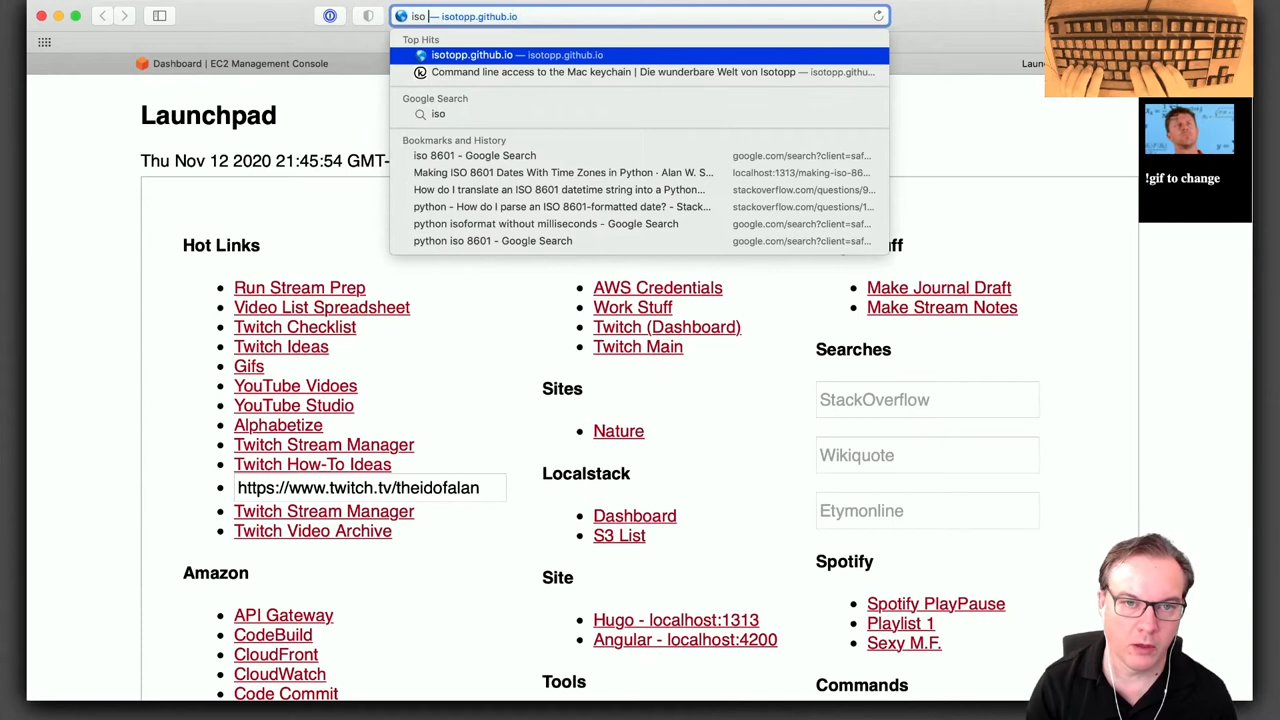 iso — isotopp.github.io
Top Hits
isotopp.github.io — isotopp.github.io
Command line access to the Mac keychain | Die wunderbare Welt von Isotopp — isotopp.githu...
Google Search
iso
Bookmarks and History
iso 8601 - Google Search google.com/search?client=saf...
Making ISO 8601 Dates With Time Zones in Python - Alan W. S... localhost:1313/making-iso-86...
How do I translate an ISO 8601 datetime string into a Python... stackoverflow.com/questions/9...
python - How do I parse an ISO 8601-formatted date? - Stack... stackoverflow.com/questions/1...
python isoformat without milliseconds - Google Search google.com/search?client=saf...
python iso 8601 - Google Search google.com/search?client=saf...
Dashboard | EC2 Management Console
Laun
!gif to change
Launchpad
Thu Nov 12 2020 21:45:54 GMT-
Hot Links
Run Stream Prep
Video List Spreadsheet
Twitch Checklist
Twitch Ideas
Gifs
YouTube Vidoes
YouTube Studio
Alphabetize
Twitch Stream Manager
Twitch How-To Ideas
https://www.twitch.tv/theidofalan
Twitch Stream Manager
Twitch Video Archive
Amazon
API Gateway
CodeBuild
CloudFront
CloudWatch
Code Commit
AWS Credentials
Work Stuff
Twitch (Dashboard)
Twitch Main
Sites
Nature
Localstack
Dashboard
S3 List
Site
Hugo - localhost:1313
Angular - localhost:4200
Tools
Make Journal Draft
Make Stream Notes
Searches
StackOverflow
Wikiquote
Etymonline
Spotify
Spotify PlayPause
Playlist 1
Sexy M.F.
Commands